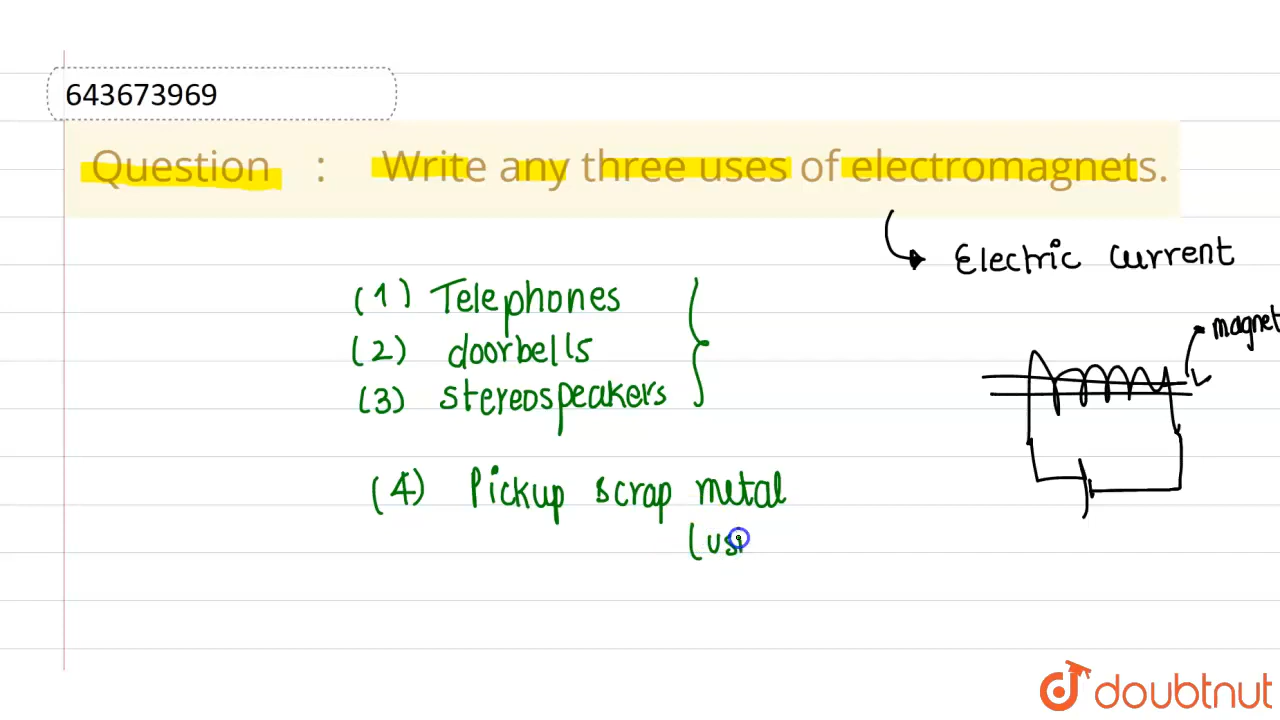 643673969
Question : Write any three uses of electromagnets.
Electric current
(1) Telephones
magnet
(2) doorbells
(3) stereospeakers
(4) Pickup scrap metal
(usi
doubtnut